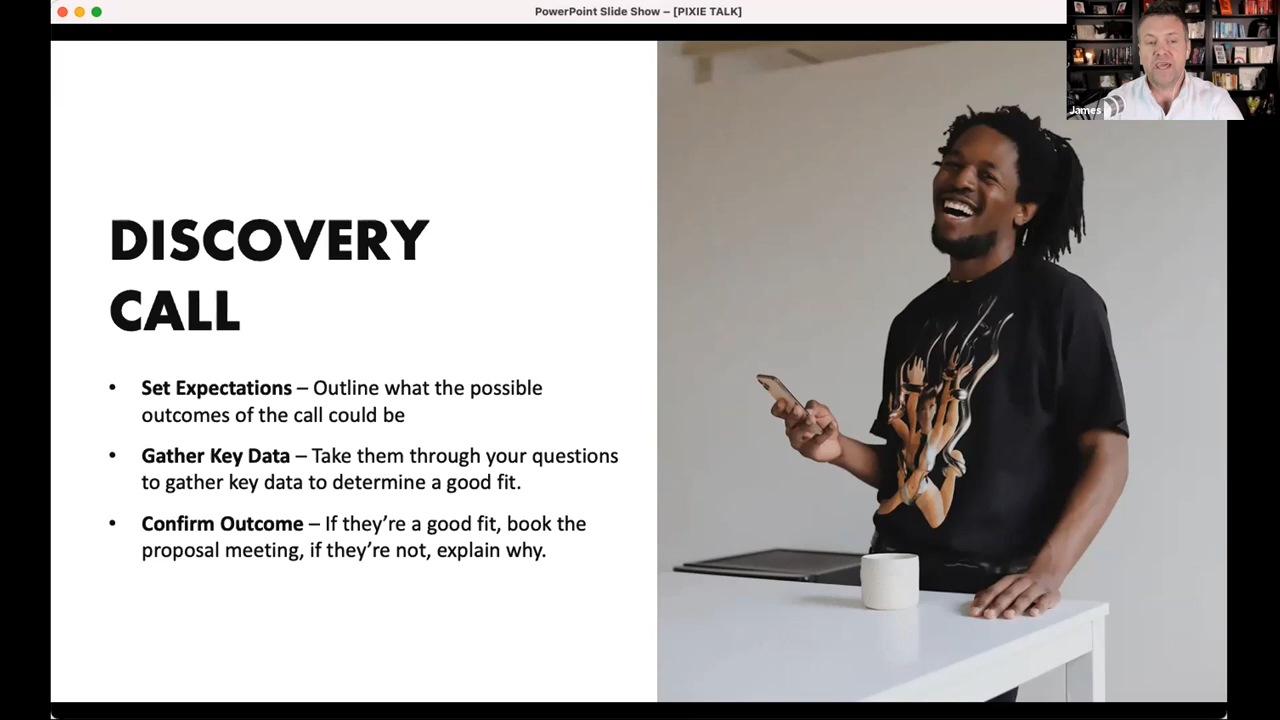 PowerPoint Slide Show – [PIXIE TALK]
James
DISCOVERY
CALL
• Set Expectations – Outline what the possible
outcomes of the call could be
• Gather Key Data – Take them through your questions
to gather key data to determine a good fit.
• Confirm Outcome – If they’re a good fit, book the
proposal meeting, if they’re not, explain why.